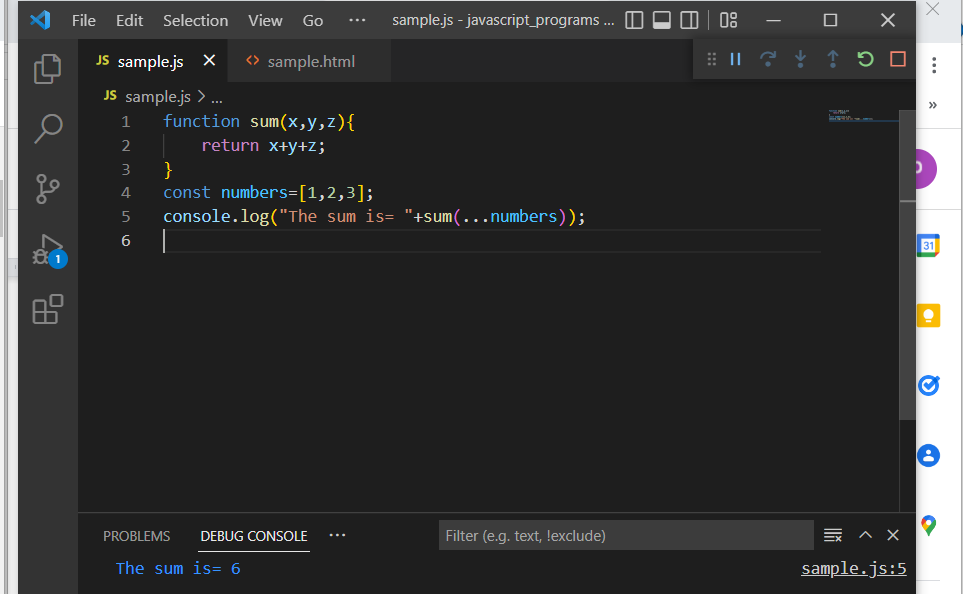 File Edit Selection View Go ··· sample.js - javascript_programs ...
JS sample.js <> sample.html
JS sample.js > ...
1 function sum(x,y,z){
2     return x+y+z;
3 }
4 const numbers=[1,2,3];
5 console.log("The sum is= "+sum(...numbers));
6
1
31
PROBLEMS DEBUG CONSOLE ··· Filter (e.g. text, !exclude)
The sum is= 6 sample.js:5